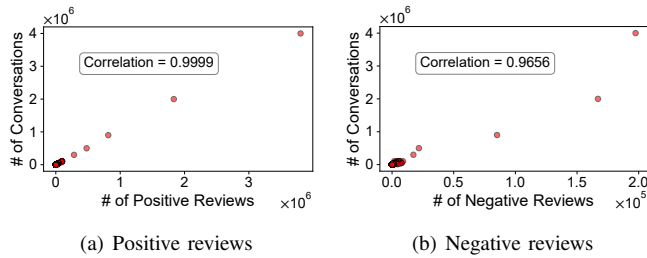 ×10^6
# of Conversations
4
3
2
1
0
Correlation = 0.9999
0 1 2 3
# of Positive Reviews ×10^6
(a) Positive reviews
×10^6
# of Conversations
4
3
2
1
0
Correlation = 0.9656
0.0 0.5 1.0 1.5 2.0
# of Negative Reviews ×10^5
(b) Negative reviews